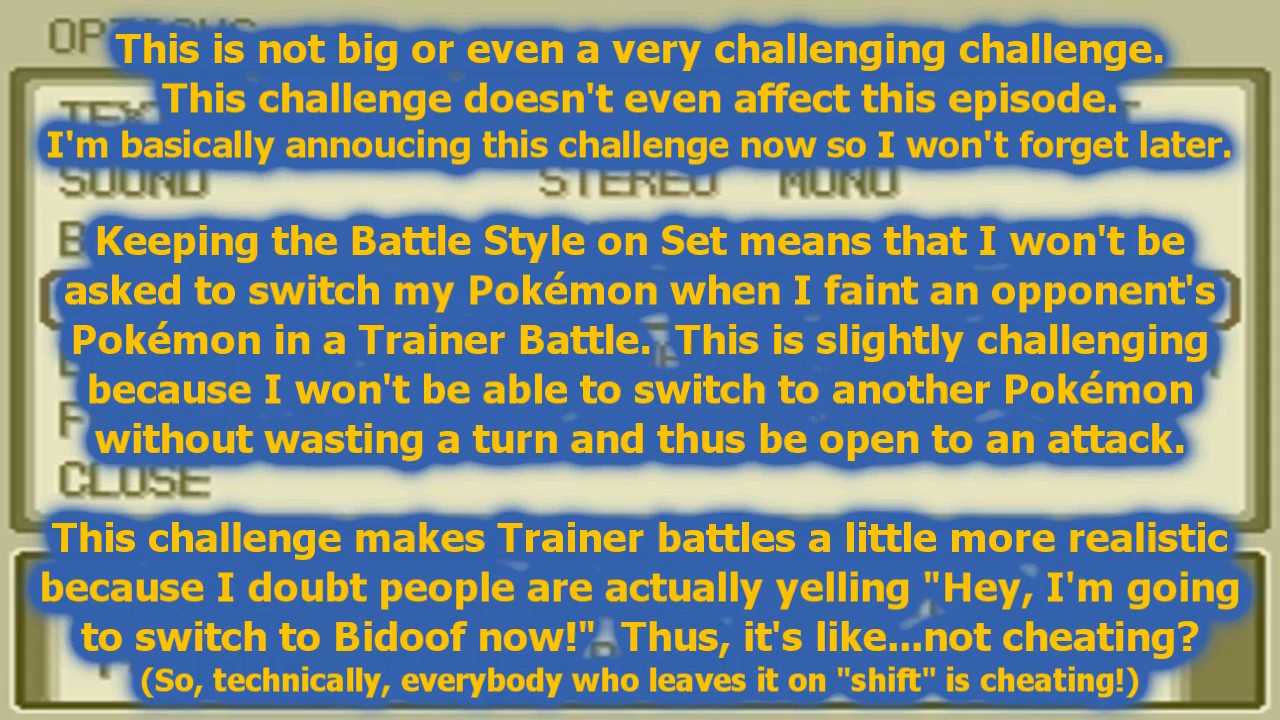 OPTIONS
This is not big or even a very challenging challenge.
This challenge doesn't even affect this episode.
I'm basically annoucing this challenge now so I won't forget later.
SOUND STEREO MONO
Keeping the Battle Style on Set means that I won't be
asked to switch my Pokémon when I faint an opponent's
Pokémon in a Trainer Battle.  This is slightly challenging
because I won't be able to switch to another Pokémon
without wasting a turn and thus be open to an attack.
CLOSE
This challenge makes Trainer battles a little more realistic
because I doubt people are actually yelling "Hey, I'm going
to switch to Bidoof now!"  Thus, it's like...not cheating?
(So, technically, everybody who leaves it on "shift" is cheating!)